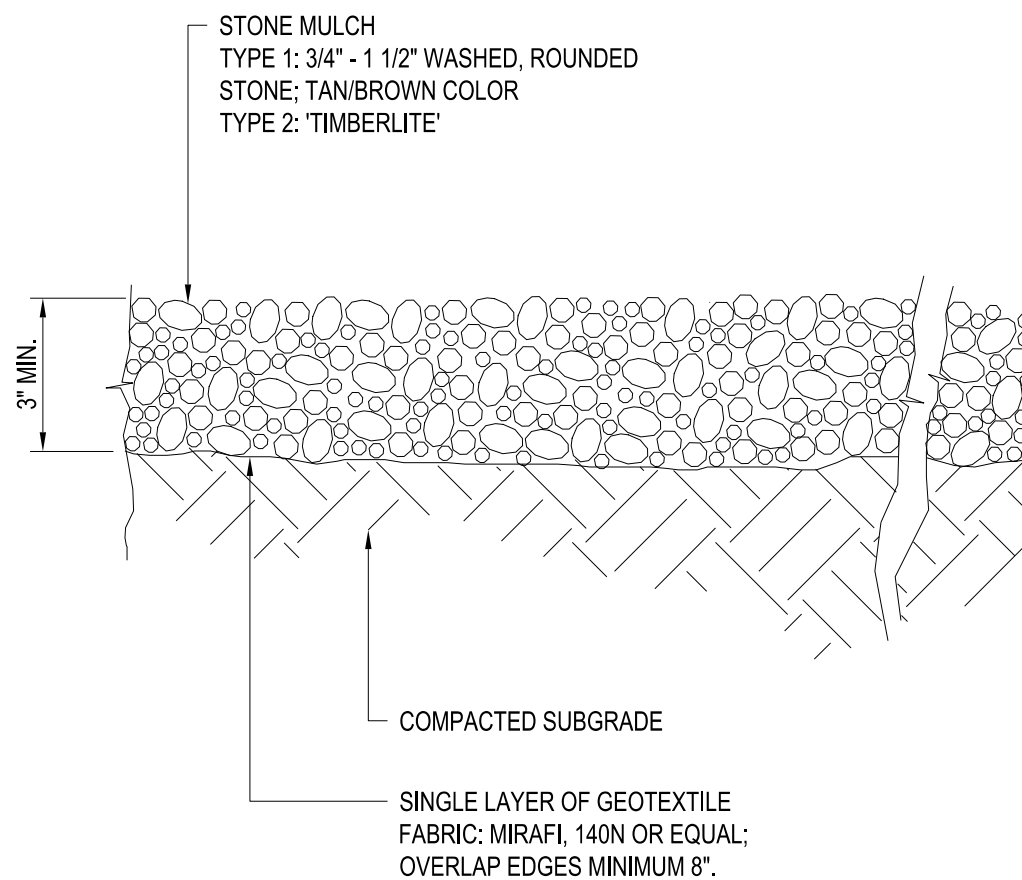 STONE MULCH
TYPE 1: 3/4" - 1 1/2" WASHED, ROUNDED
STONE; TAN/BROWN COLOR
TYPE 2: 'TIMBERLITE'
3" MIN.
COMPACTED SUBGRADE
SINGLE LAYER OF GEOTEXTILE
FABRIC: MIRAFI, 140N OR EQUAL;
OVERLAP EDGES MINIMUM 8".